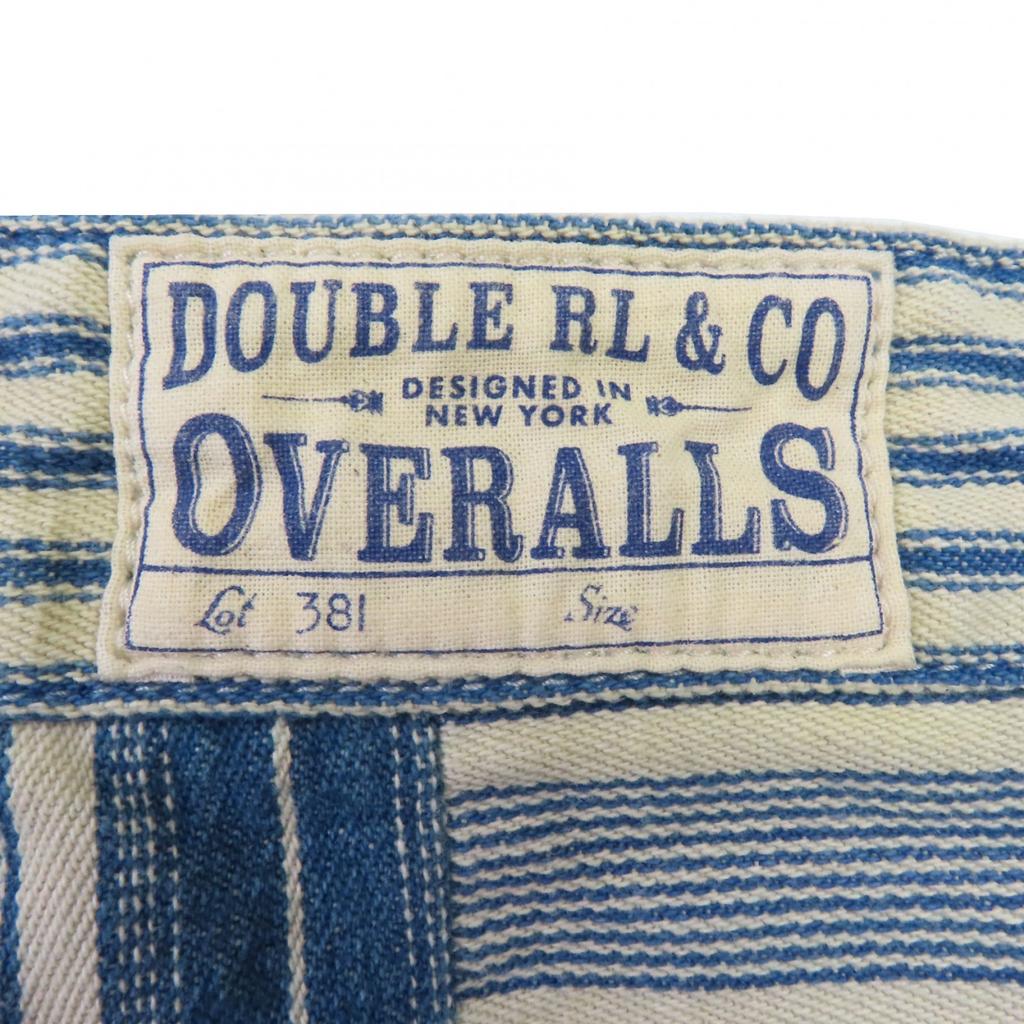 DOUBLE RL & CO
DESIGNED IN
NEW YORK
OVERALLS
Lot 381 Size